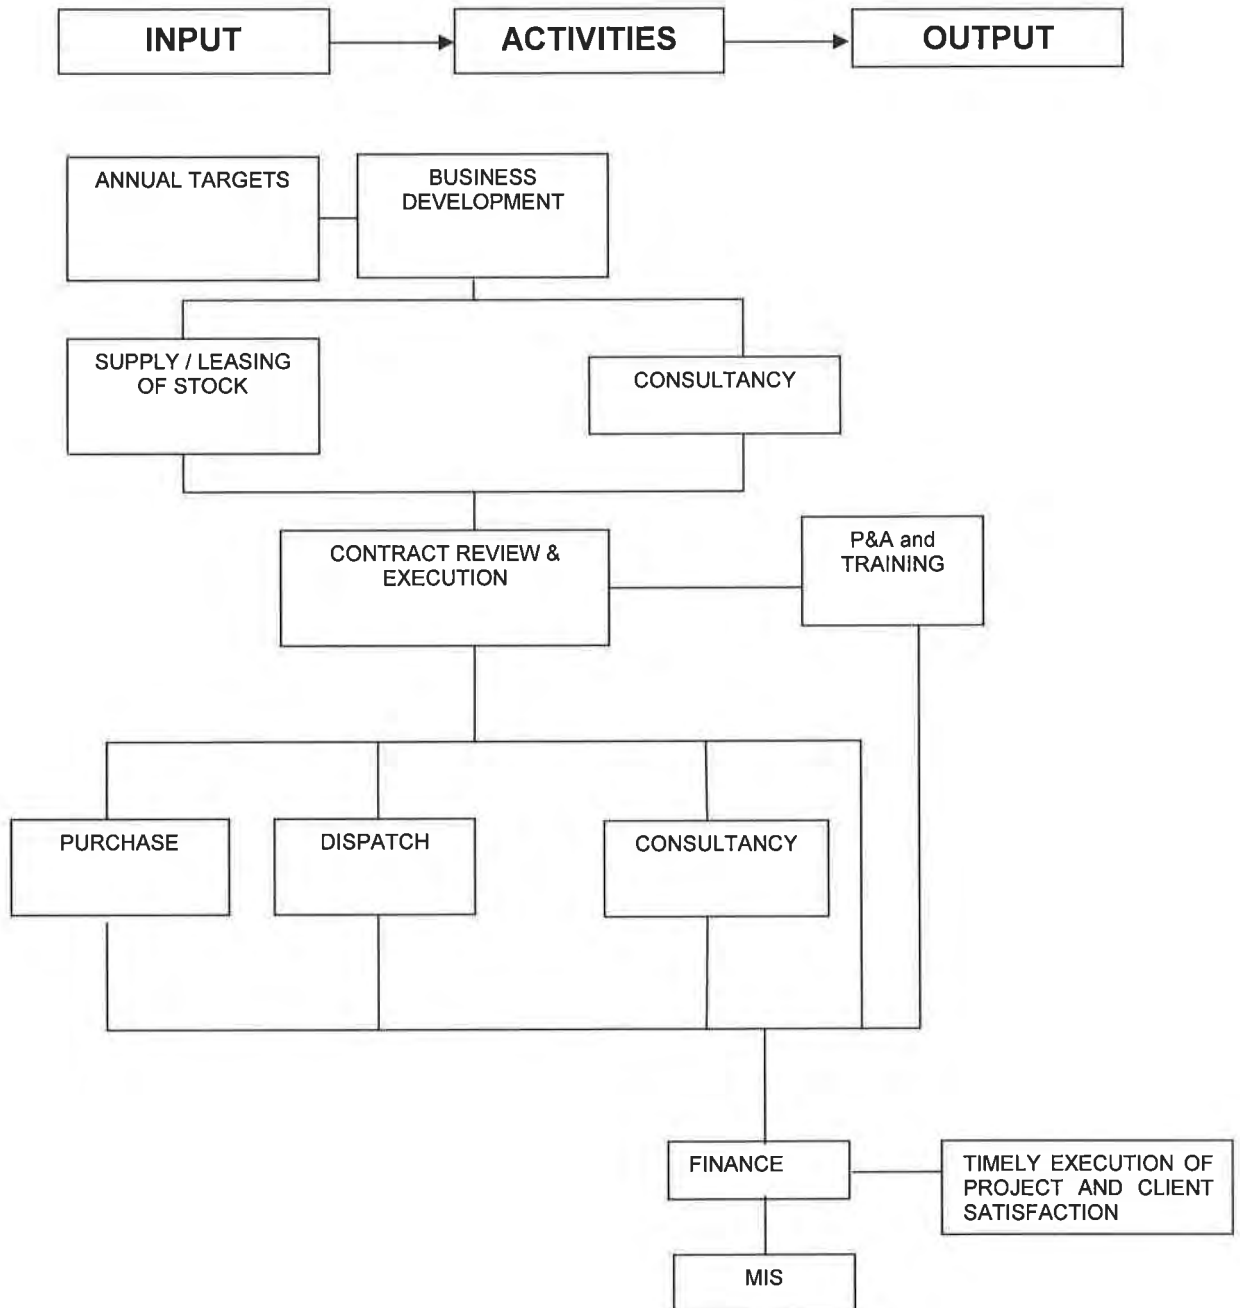 INPUT
ACTIVITIES
OUTPUT
ANNUAL TARGETS
BUSINESS
DEVELOPMENT
SUPPLY / LEASING
OF STOCK
CONSULTANCY
CONTRACT REVIEW &
EXECUTION
P&A and
TRAINING
PURCHASE
DISPATCH
CONSULTANCY
FINANCE
TIMELY EXECUTION OF
PROJECT AND CLIENT
SATISFACTION
MIS